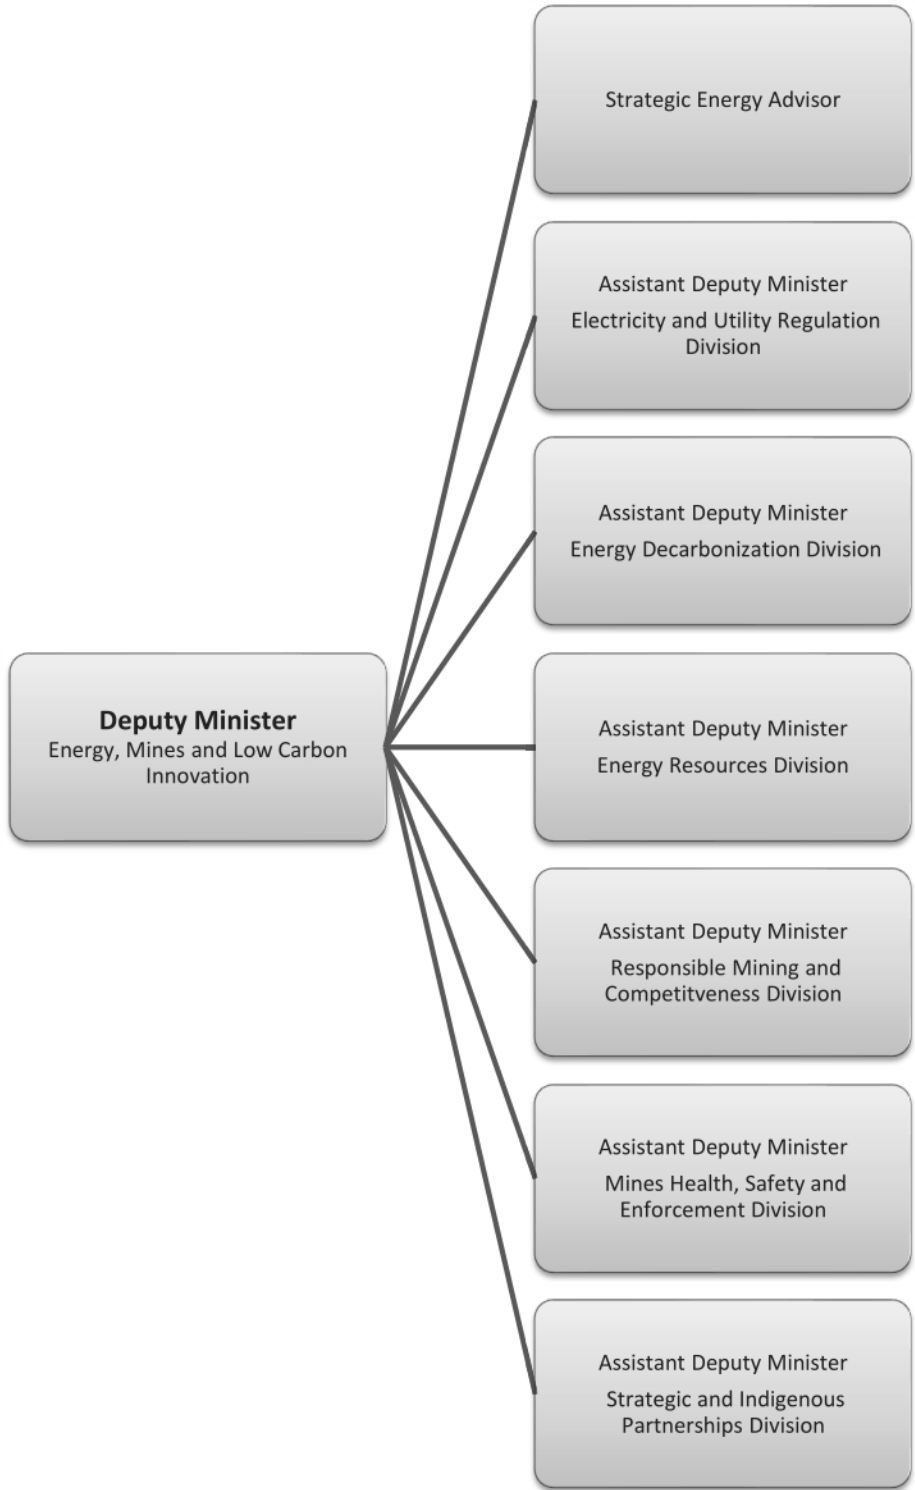 Strategic Energy Advisor
Assistant Deputy Minister
Electricity and Utility Regulation
Division
Assistant Deputy Minister
Energy Decarbonization Division
Deputy Minister
Energy, Mines and Low Carbon
Innovation
Assistant Deputy Minister
Energy Resources Division
Assistant Deputy Minister
Responsible Mining and
Competitveness Division
Assistant Deputy Minister
Mines Health, Safety and
Enforcement Division
Assistant Deputy Minister
Strategic and Indigenous
Partnerships Division